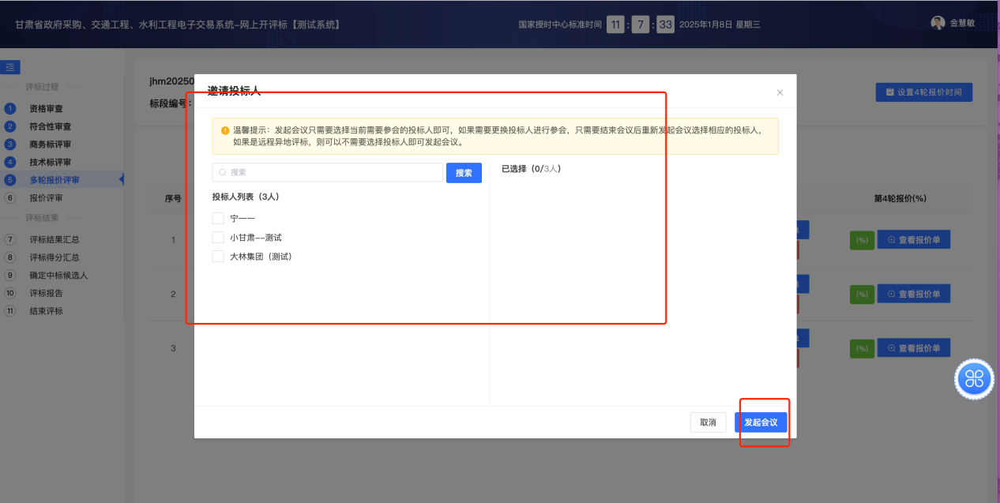 甘肃省政府采购、交通工程、水利工程电子交易系统-网上开评标【测试系统】
国家授时中心标准时间 11 : 7 : 33 2025年1月8日 星期三
金慧敏
评标过程
1 资格审查
2 符合性审查
3 商务标评审
4 技术标评审
5 多轮报价评审
6 报价评审
评标结果
7 评标结果汇总
8 评标得分汇总
9 确定中标候选人
10 评标报告
11 结束评标
jhm20250
标段编号：
设置4轮报价时间
序号
第4轮报价(%)
1
(%) 查看报价单
2
(%) 查看报价单
3
(%) 查看报价单
邀请投标人
温馨提示：发起会议只需要选择当前需要参会的投标人即可，如果需要更换投标人进行参会，只需要结束会议后重新发起会议选择相应的投标人，
如果是远程异地评标，则可以不需要选择投标人即可发起会议。
搜索 搜索
已选择（0/3人）
投标人列表（3人）
宁一一
小甘肃--测试
大林集团（测试）
取消 发起会议